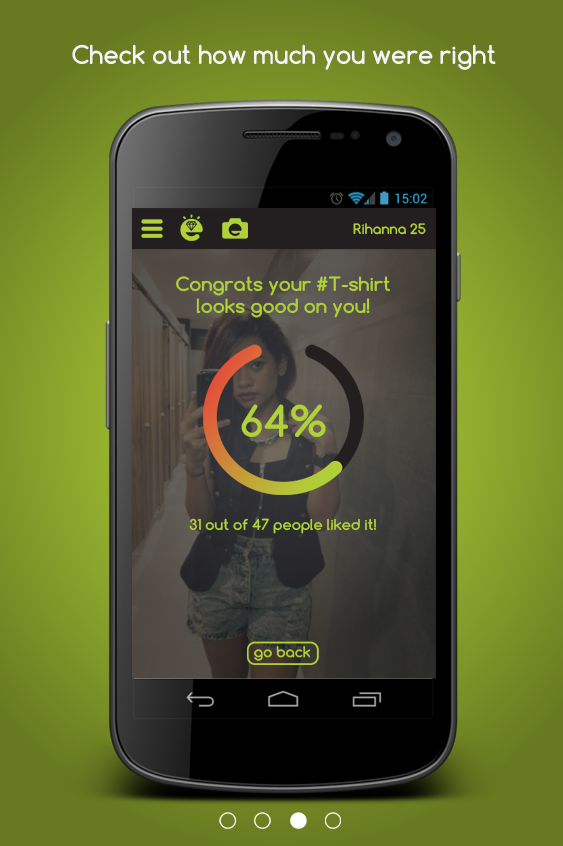 Check out how much you were right
15:02
Rihanna 25
Congrats your #T-shirt
looks good on you!
64%
31 out of 47 people liked it!
go back